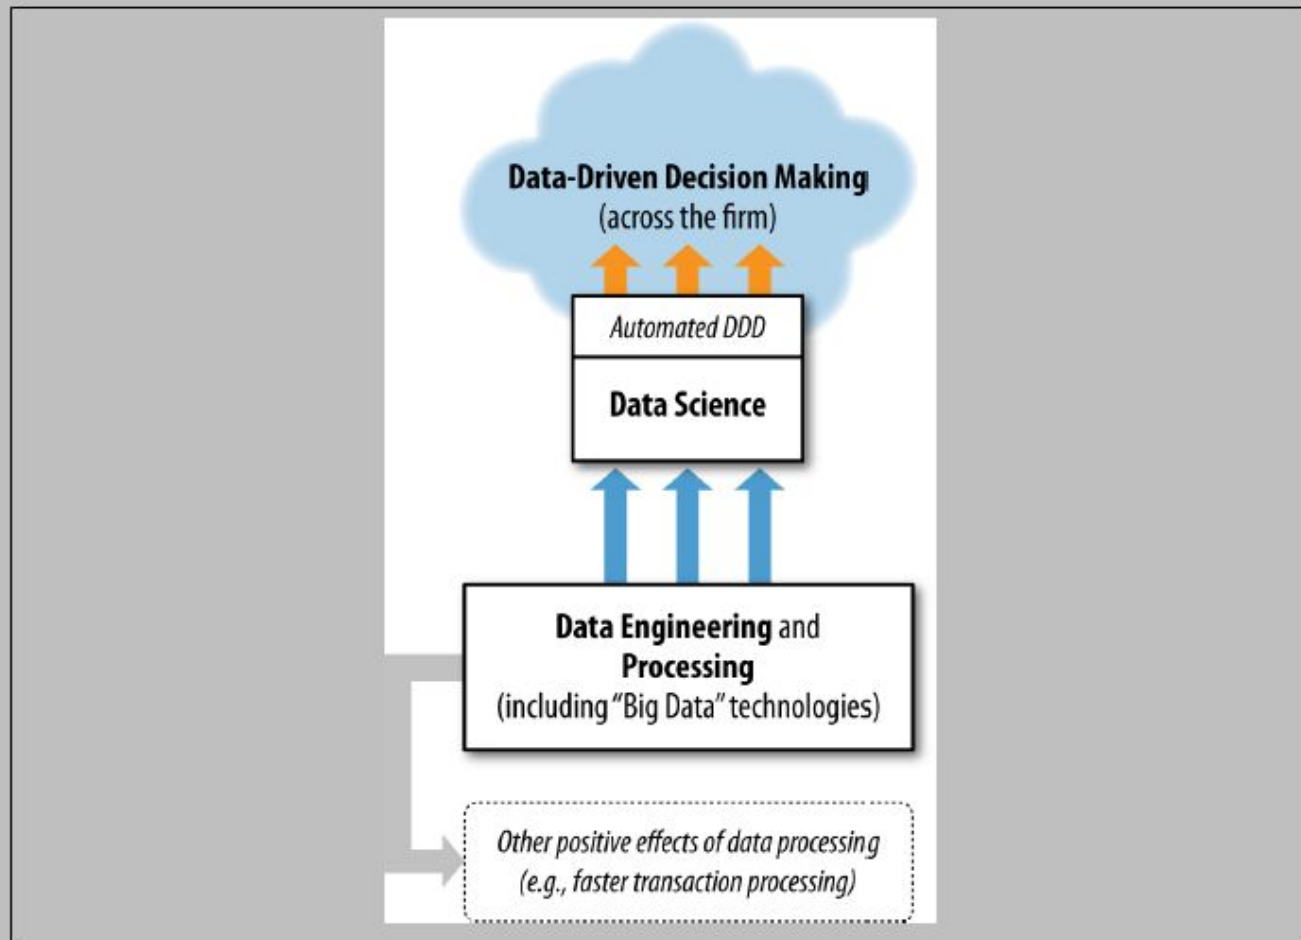 Data-Driven Decision Making
(across the firm)
Automated DDD
Data Science
Data Engineering and
Processing
(including “Big Data” technologies)
Other positive effects of data processing
(e.g., faster transaction processing)